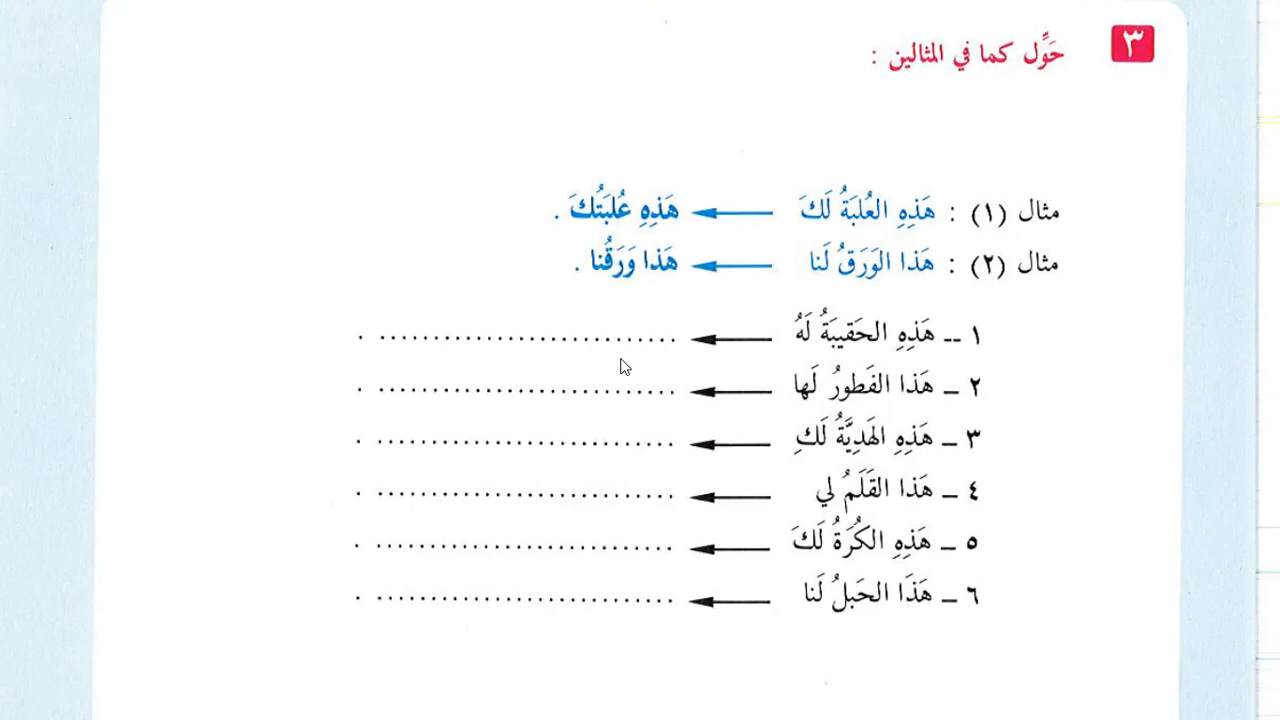 ٣ حَوِّل كما في المثالين :
مثال (١) : هَذِهِ العُلبَةُ لَكَ هَذِهِ عُلبَتُكَ .
مثال (٢) : هَذا الوَرَقُ لَنا هَذا وَرَقُنا .
١ -- هَذِهِ الحَقيبَةُ لَهُ .............................. .
٢ – هَذا الفَطورُ لَها .............................. .
٣ – هَذِهِ الهَدِيَّةُ لَكِ .............................. .
٤ – هَذا القَلَمُ لي .............................. .
٥ – هَذِهِ الكُرَةُ لَكَ .............................. .
٦ – هَذَا الحَبلُ لَنا .............................. .